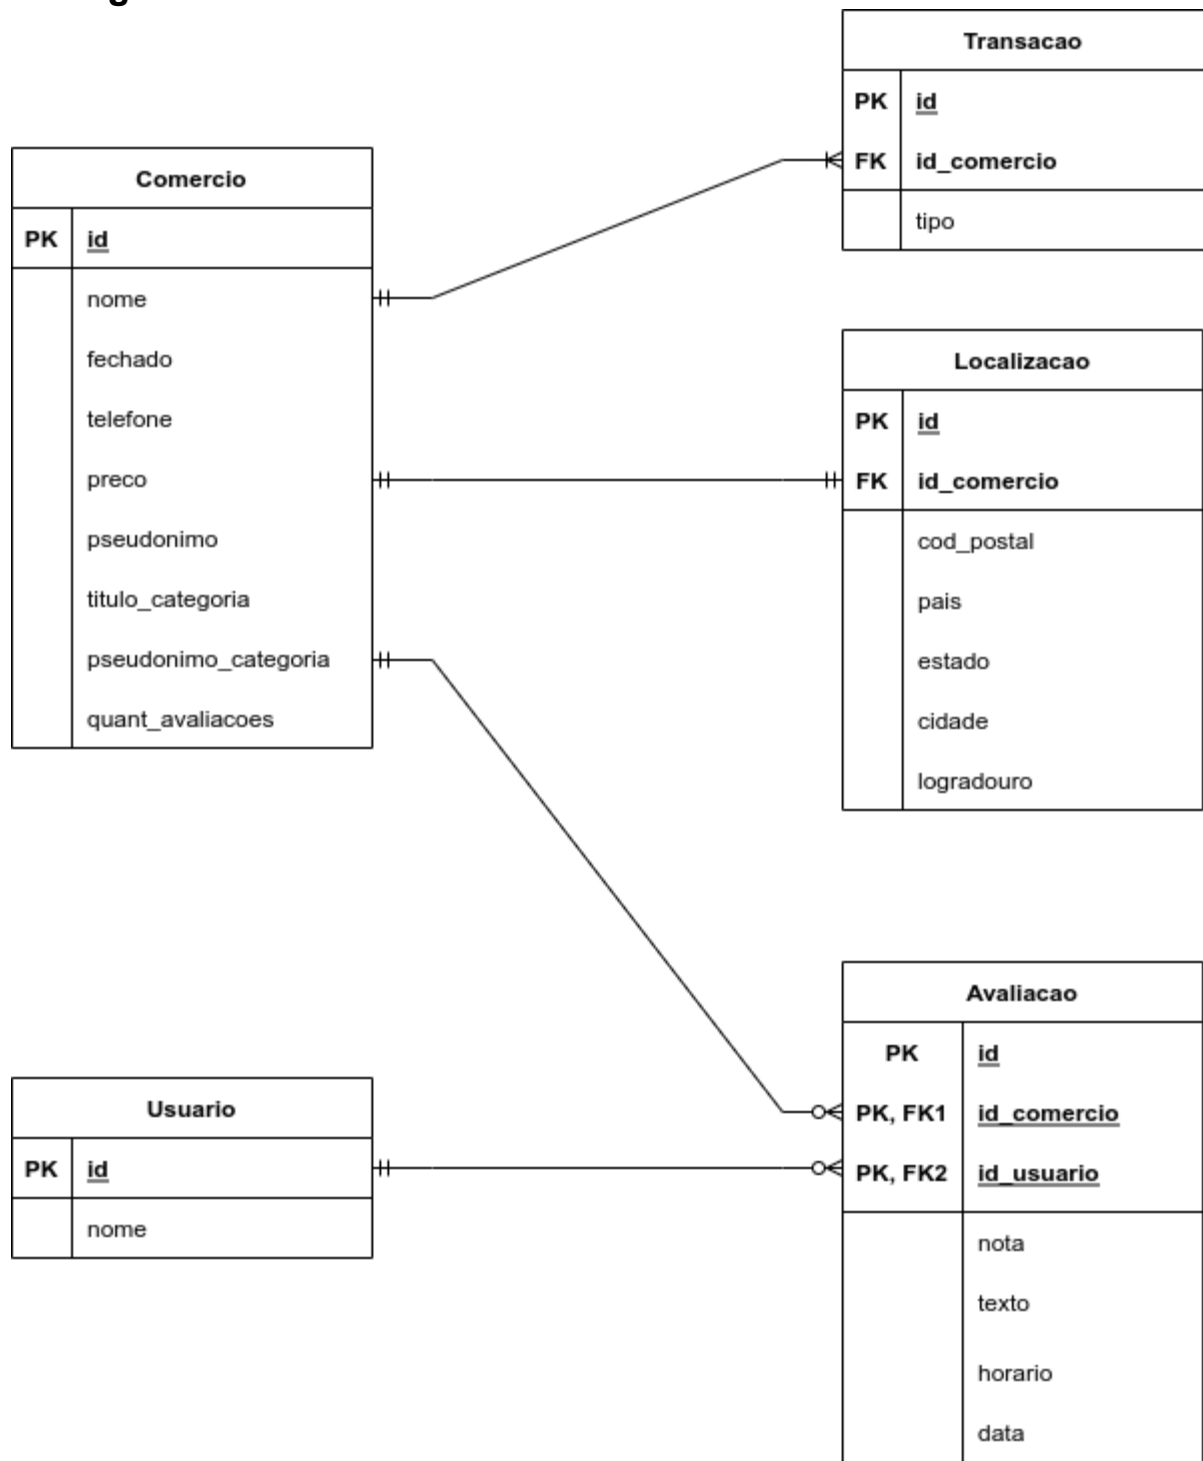 Transacao
PK id
FK id_comercio
tipo
Comercio
PK id
nome
fechado
telefone
preco
pseudonimo
titulo_categoria
pseudonimo_categoria
quant_avaliacoes
Localizacao
PK id
FK id_comercio
cod_postal
pais
estado
cidade
logradouro
Usuario
PK id
nome
Avaliacao
PK id
PK, FK1 id_comercio
PK, FK2 id_usuario
nota
texto
horario
data